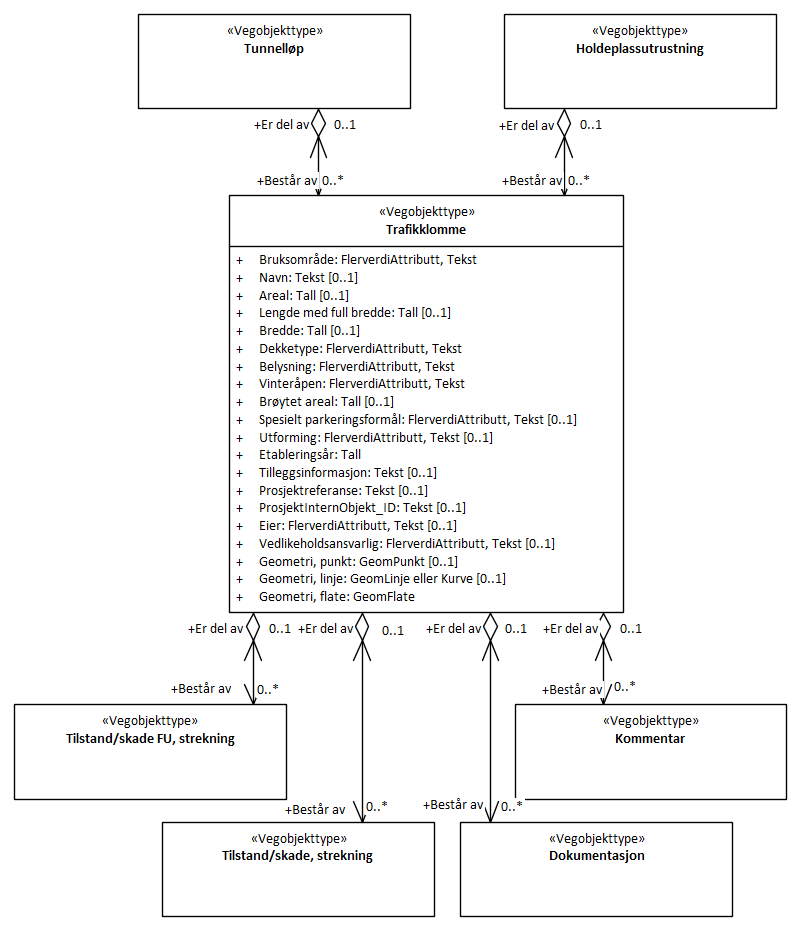 «Vegobjekttype»
Tunnelløp
«Vegobjekttype»
Holdeplassutrustning
+Er del av 0..1
+Er del av 0..1
+Består av 0..*
+Består av 0..*
«Vegobjekttype»
Trafikklomme
+ Bruksområde: FlerverdiAttributt, Tekst
+ Navn: Tekst [0..1]
+ Areal: Tall [0..1]
+ Lengde med full bredde: Tall [0..1]
+ Bredde: Tall [0..1]
+ Dekketype: FlerverdiAttributt, Tekst
+ Belysning: FlerverdiAttributt, Tekst
+ Vinteråpen: FlerverdiAttributt, Tekst
+ Brøytet areal: Tall [0..1]
+ Spesielt parkeringsformål: FlerverdiAttributt, Tekst [0..1]
+ Utforming: FlerverdiAttributt, Tekst [0..1]
+ Etableringsår: Tall
+ Tilleggsinformasjon: Tekst [0..1]
+ Prosjektreferanse: Tekst [0..1]
+ ProsjektInternObjekt_ID: Tekst [0..1]
+ Eier: FlerverdiAttributt, Tekst [0..1]
+ Vedlikeholdsansvarlig: FlerverdiAttributt, Tekst [0..1]
+ Geometri, punkt: GeomPunkt [0..1]
+ Geometri, linje: GeomLinje eller Kurve [0..1]
+ Geometri, flate: GeomFlate
+Er del av 0..1
+Er del av 0..1
+Er del av 0..1
+Er del av 0..1
+Består av 0..*
+Består av 0..*
«Vegobjekttype»
Tilstand/skade FU, strekning
«Vegobjekttype»
Kommentar
+Består av 0..*
+Består av 0..*
«Vegobjekttype»
Tilstand/skade, strekning
«Vegobjekttype»
Dokumentasjon